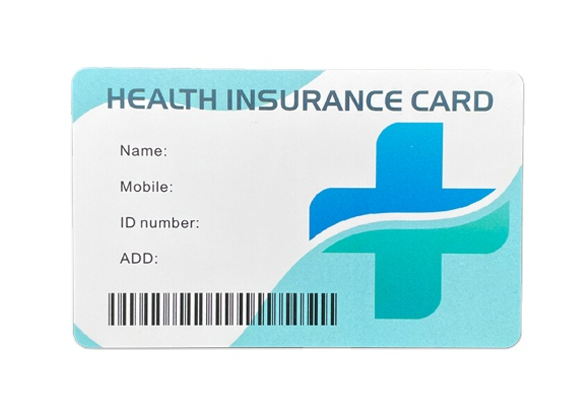 HEALTH INSURANCE CARD
Name:
Mobile:
ID number:
ADD: